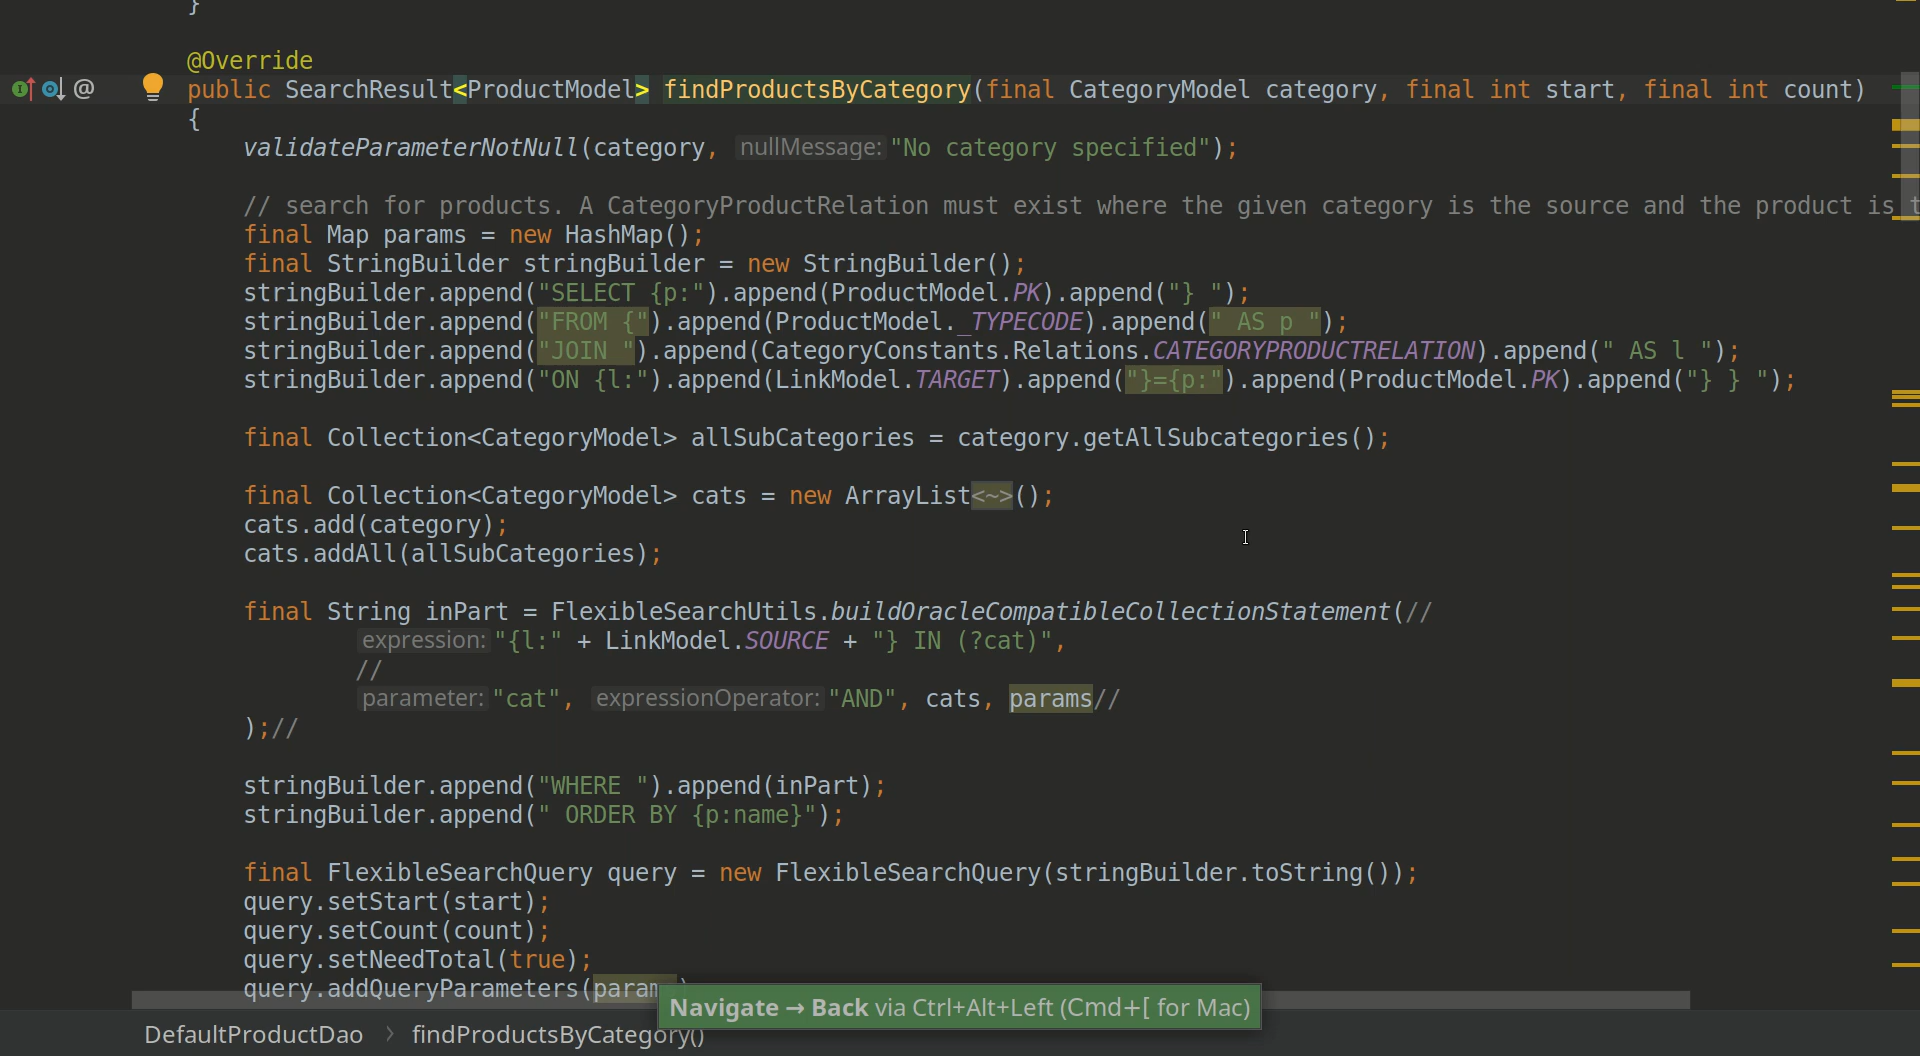 }
@Override
public SearchResult<ProductModel> findProductsByCategory(final CategoryModel category, final int start, final int count)
{
validateParameterNotNull(category, nullMessage: "No category specified");
// search for products. A CategoryProductRelation must exist where the given category is the source and the product is t
final Map params = new HashMap();
final StringBuilder stringBuilder = new StringBuilder();
stringBuilder.append("SELECT {p:").append(ProductModel.PK).append("} ");
stringBuilder.append("FROM {").append(ProductModel._TYPECODE).append(" AS p ");
stringBuilder.append("JOIN ").append(CategoryConstants.Relations.CATEGORYPRODUCTRELATION).append(" AS l ");
stringBuilder.append("ON {l:").append(LinkModel.TARGET).append("}={p:").append(ProductModel.PK).append("} } ");
final Collection<CategoryModel> allSubCategories = category.getAllSubcategories();
final Collection<CategoryModel> cats = new ArrayList<~>();
cats.add(category);
cats.addAll(allSubCategories);
final String inPart = FlexibleSearchUtils.buildOracleCompatibleCollectionStatement(//
expression: "{l:" + LinkModel.SOURCE + "} IN (?cat)",
//
parameter: "cat", expressionOperator: "AND", cats, params//
);//
stringBuilder.append("WHERE ").append(inPart);
stringBuilder.append(" ORDER BY {p:name}");
final FlexibleSearchQuery query = new FlexibleSearchQuery(stringBuilder.toString());
query.setStart(start);
query.setCount(count);
query.setNeedTotal(true);
query.addQueryParameters(param
Navigate → Back via Ctrl+Alt+Left (Cmd+[ for Mac)
DefaultProductDao > findProductsByCategory()